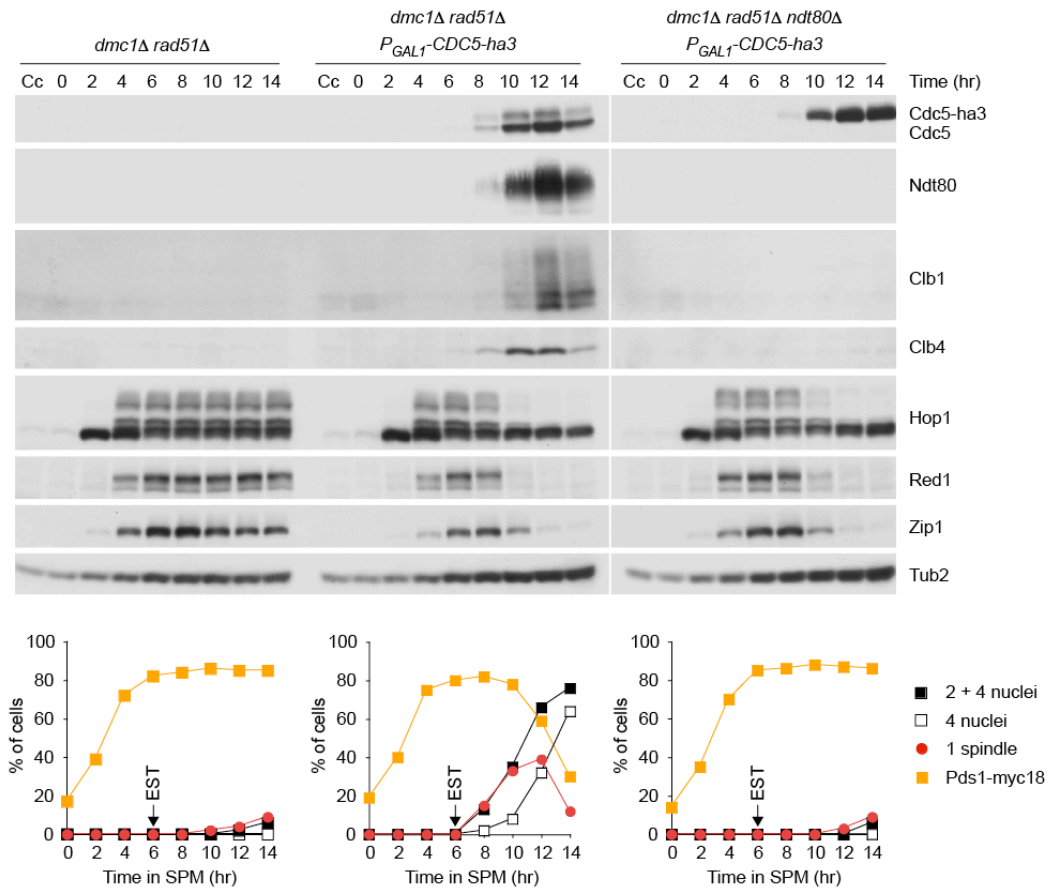 dmc1Δ rad51Δ
dmc1Δ rad51Δ
P_GAL1-CDC5-ha3
dmc1Δ rad51Δ ndt80Δ
P_GAL1-CDC5-ha3
Cc 0 2 4 6 8 10 12 14 Cc 0 2 4 6 8 10 12 14 Cc 0 2 4 6 8 10 12 14 Time (hr)
Cdc5-ha3
Cdc5
Ndt80
Clb1
Clb4
Hop1
Red1
Zip1
Tub2
% of cells
100
80
60
40
20
0
EST
0 2 4 6 8 10 12 14
Time in SPM (hr)
% of cells
100
80
60
40
20
0
EST
0 2 4 6 8 10 12 14
Time in SPM (hr)
% of cells
100
80
60
40
20
0
EST
0 2 4 6 8 10 12 14
Time in SPM (hr)
2 + 4 nuclei
4 nuclei
1 spindle
Pds1-myc18